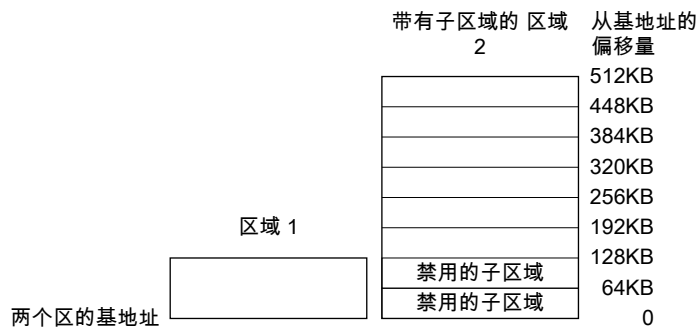 带有子区域的 区域
2
从基地址的
偏移量
512KB
448KB
384KB
320KB
256KB
192KB
区域 1
128KB
禁用的子区域
64KB
禁用的子区域
两个区的基地址
0